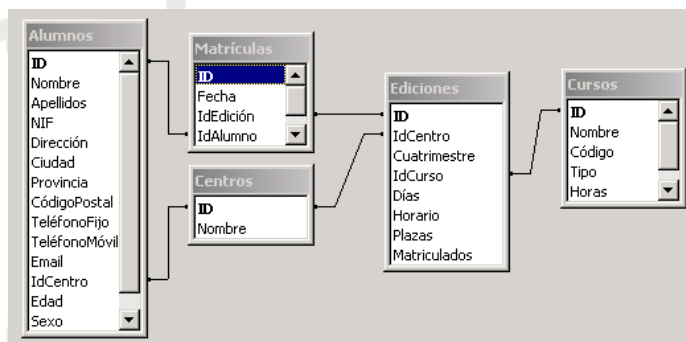 Alumnos
ID
Nombre
Apellidos
NIF
Dirección
Ciudad
Provincia
CódigoPostal
TeléfonoFijo
TeléfonoMóvil
Email
IdCentro
Edad
Sexo
Matrículas
ID
Fecha
IdEdición
IdAlumno
Centros
ID
Nombre
Ediciones
ID
IdCentro
Cuatrimestre
IdCurso
Días
Horario
Plazas
Matriculados
Cursos
ID
Nombre
Código
Tipo
Horas